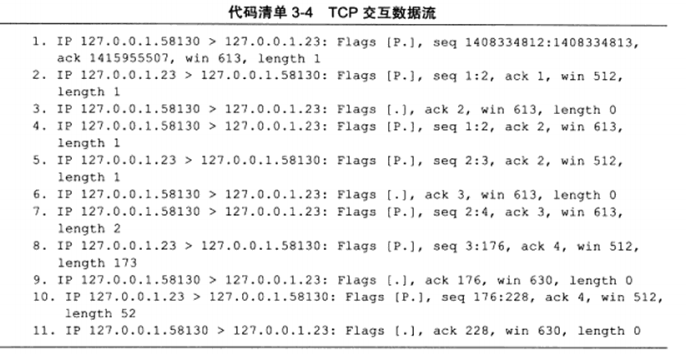 代码清单 3-4 TCP 交互数据流
1. IP 127.0.0.1.58130 > 127.0.0.1.23: Flags [P.], seq 1408334812:1408334813,
ack 1415955507, win 613, length 1
2. IP 127.0.0.1.23 > 127.0.0.1.58130: Flags [P.], seq 1:2, ack 1, win 512,
length 1
3. IP 127.0.0.1.58130 > 127.0.0.1.23: Flags [.], ack 2, win 613, length 0
4. IP 127.0.0.1.58130 > 127.0.0.1.23: Flags [P.], seq 1:2, ack 2, win 613,
length 1
5. IP 127.0.0.1.23 > 127.0.0.1.58130: Flags [P.], seq 2:3, ack 2, win 512,
length 1
6. IP 127.0.0.1.58130 > 127.0.0.1.23: Flags [.], ack 3, win 613, length 0
7. IP 127.0.0.1.58130 > 127.0.0.1.23: Flags [P.], seq 2:4, ack 3, win 613,
length 2
8. IP 127.0.0.1.23 > 127.0.0.1.58130: Flags [P.], seq 3:176, ack 4, win 512,
length 173
9. IP 127.0.0.1.58130 > 127.0.0.1.23: Flags [.], ack 176, win 630, length 0
10. IP 127.0.0.1.23 > 127.0.0.1.58130: Flags [P.], seq 176:228, ack 4, win 512,
length 52
11. IP 127.0.0.1.58130 > 127.0.0.1.23: Flags [.], ack 228, win 630, length 0